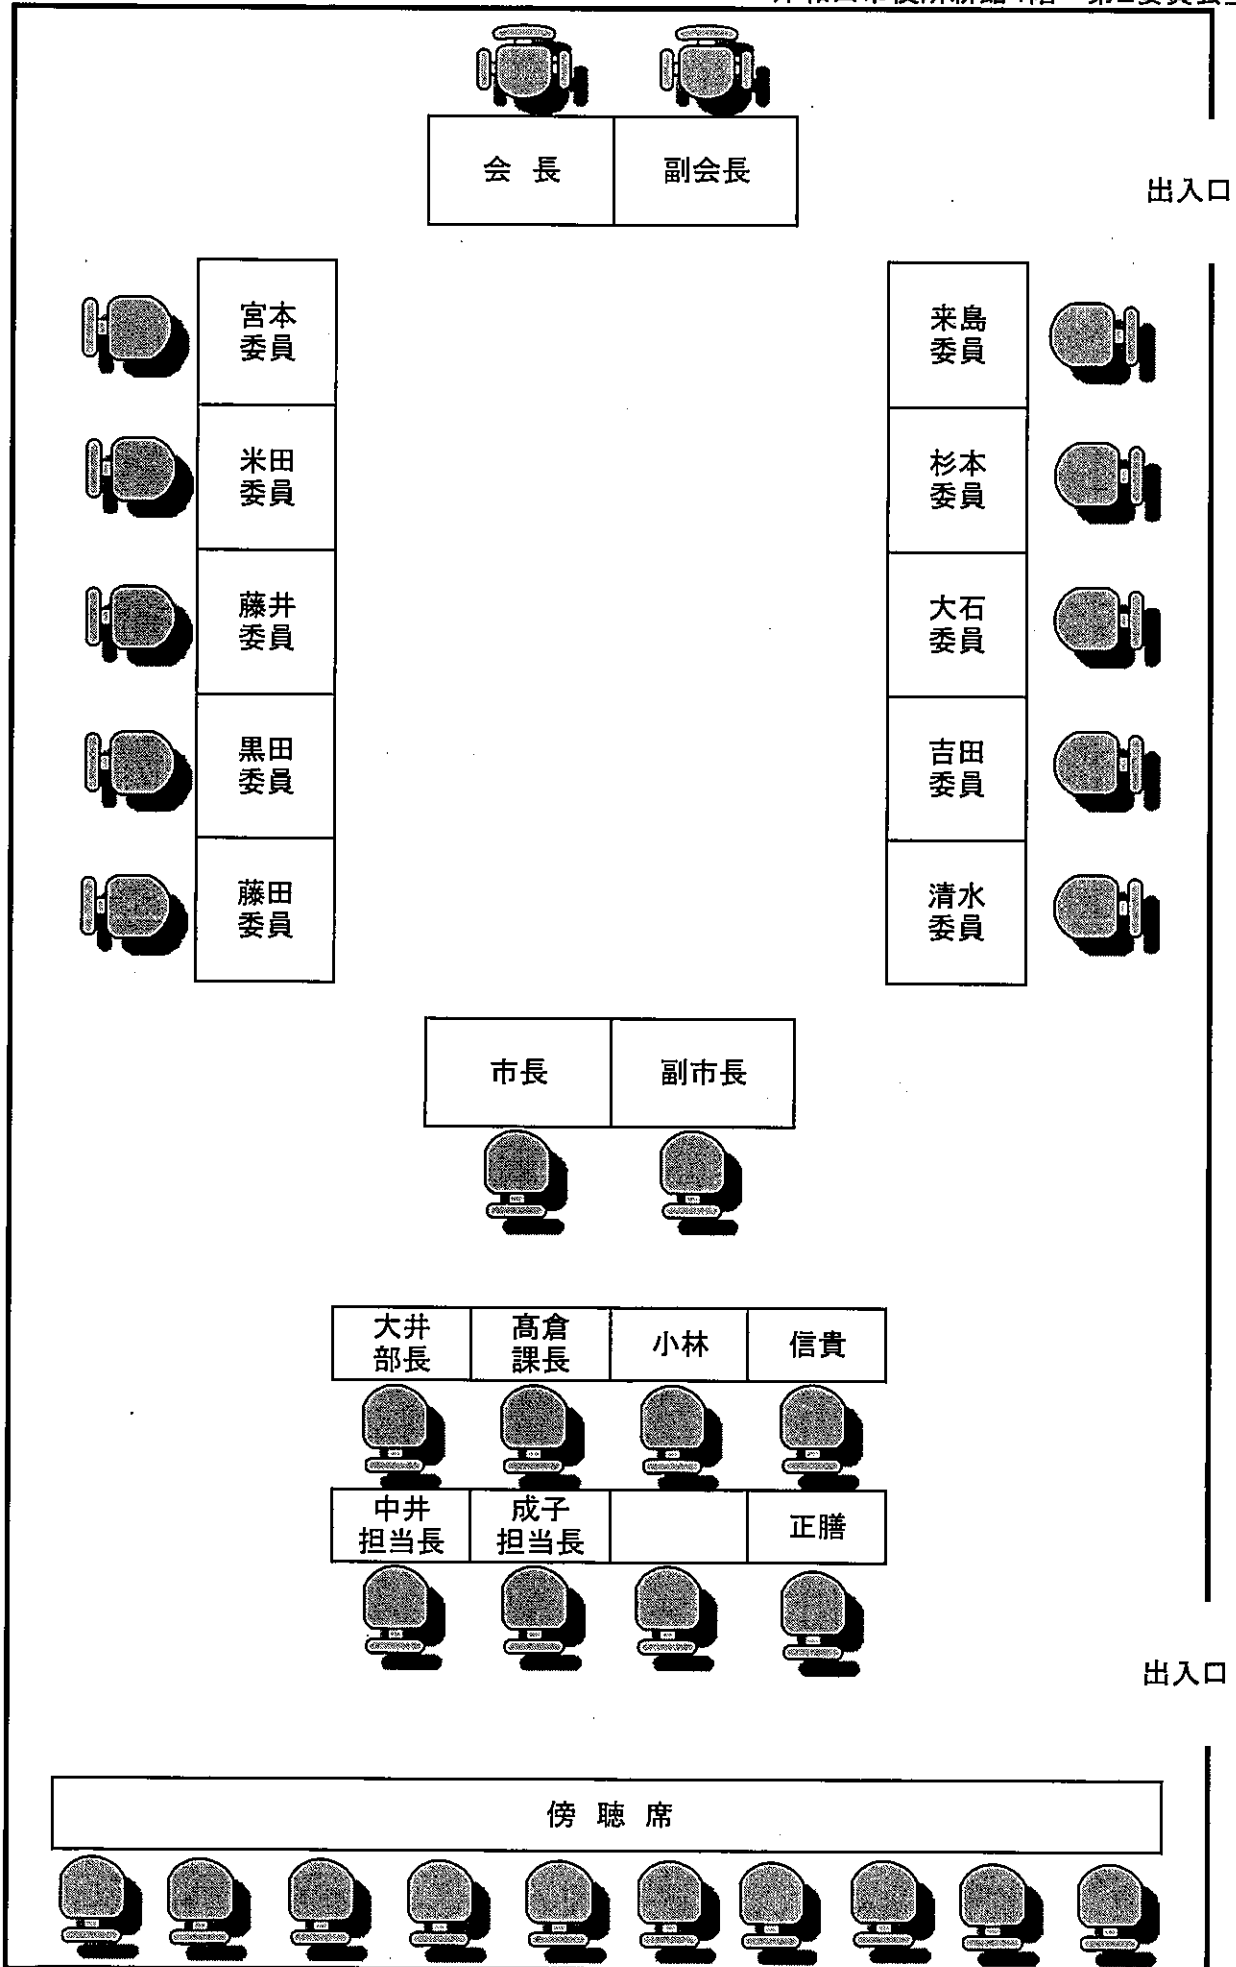 会 長
副会長
出入口
宮本
委員
来島
委員
米田
委員
杉本
委員
藤井
委員
大石
委員
黒田
委員
吉田
委員
藤田
委員
清水
委員
市長
副市長
大井
部長
髙倉
課長
小林
信貴
中井
担当長
成子
担当長
正膳
出入口
傍 聴 席